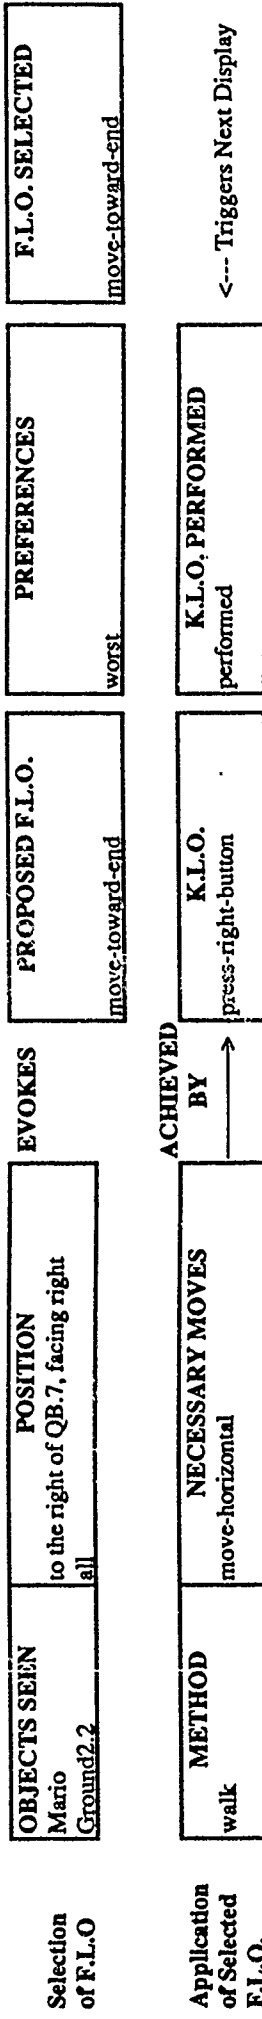 OBJECTS SEEN POSITION EVOKES PROPOSED F.L.O. PREFERENCES F.L.O. SELECTED
Selection Mario to the right of QB.7, facing right
of F.L.O Ground2.2 all move-toward-end worst move-toward-end
ACHIEVED
Application METHOD NECESSARY MOVES BY K.L.O. K.L.O. PERFORMED
of Selected walk move-horizontal press-right-button performed <--- Triggers Next Display
F.L.O.